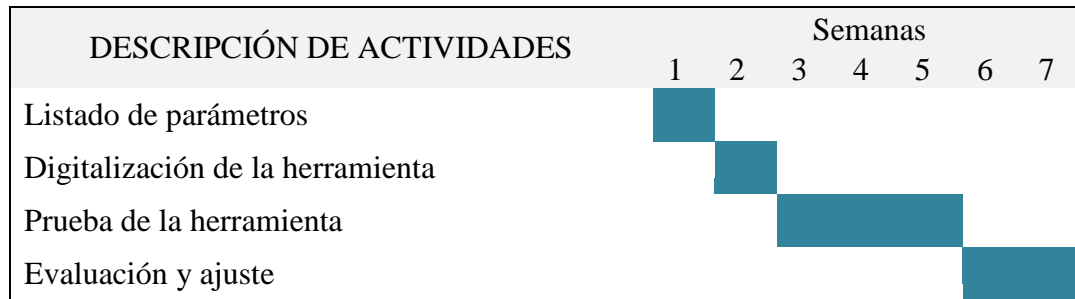 DESCRIPCIÓN DE ACTIVIDADES
Semanas
1 2 3 4 5 6 7
Listado de parámetros
Digitalización de la herramienta
Prueba de la herramienta
Evaluación y ajuste